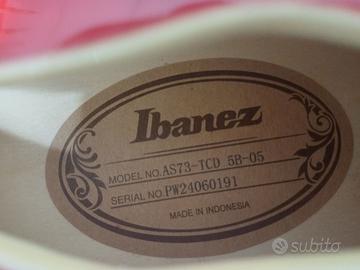 Ibanez
MODEL NO. AS73-TCD 5B-05
SERIAL NO. PW24060191
MADE IN INDONESIA
subito